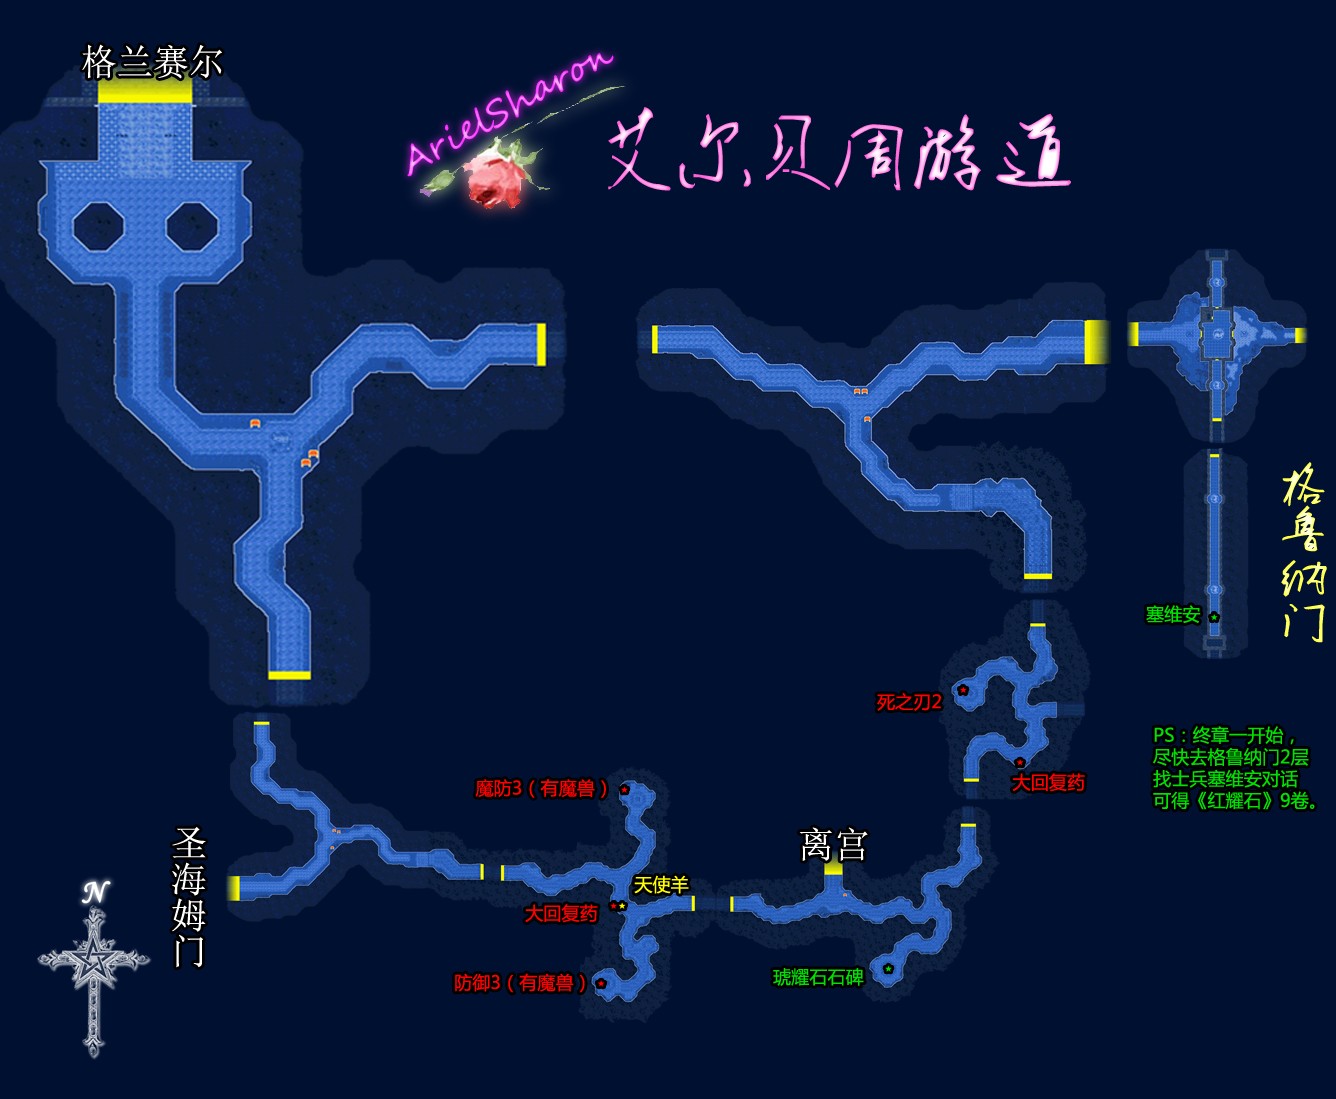 格兰赛尔
ArielSharon
艾尔贝周游道
格鲁纳门
塞维安
死之刃2
大回复药
PS：终章一开始，
尽快去格鲁纳门2层
找士兵塞维安对话
可得《红耀石》9卷。
魔防3（有魔兽）
圣海姆门
离宫
天使羊
大回复药
防御3（有魔兽）
琥耀石石碑
N